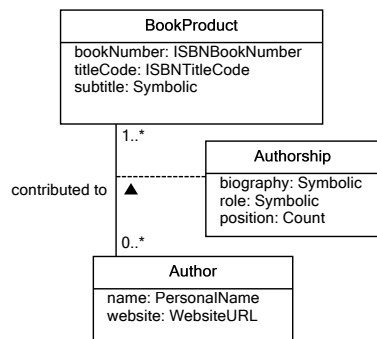 BookProduct
bookNumber: ISBNBookNumber
titleCode: ISBNTitleCode
subtitle: Symbolic
1..*
Authorship
biography: Symbolic
role: Symbolic
position: Count
contributed to
0..*
Author
name: PersonalName
website: WebsiteURL